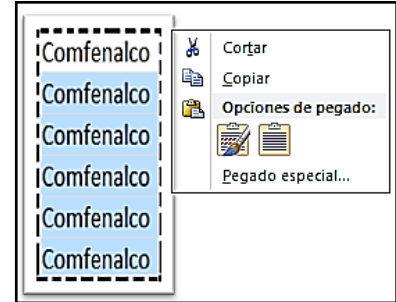 Comfenalco
Comfenalco
Comfenalco
Comfenalco
Comfenalco
Comfenalco
Cortar
Copiar
Opciones de pegado:
Pegado especial...